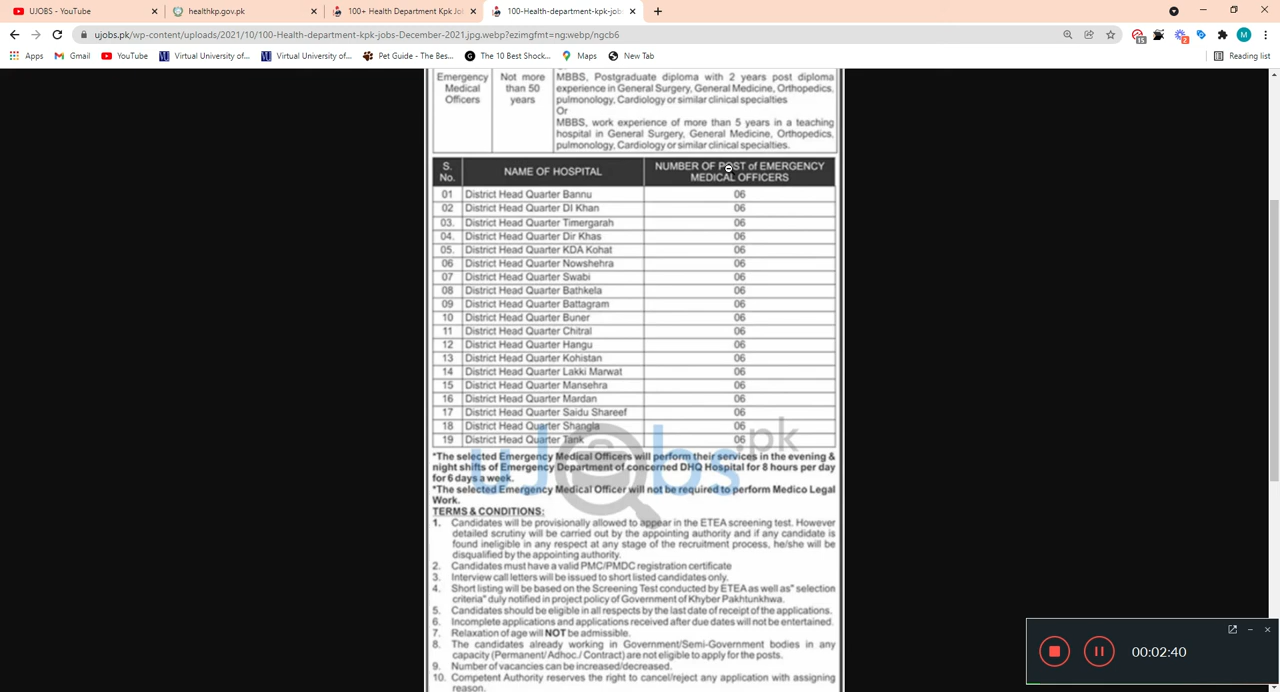 UJOBS - YouTube
healthkp.gov.pk
100+ Health Department Kpk Jo
100-Health-department-kpk-jobs-
ujobs.pk/wp-content/uploads/2021/10/100-Health-department-kpk-jobs-December-2021.jpg.webp?ezimgfmt=ng:webp/ngcb6
15
2
M
Apps
Gmail
YouTube
Virtual University of...
Virtual University of...
Pet Guide - The Bes...
The 10 Best Shock...
Maps
New Tab
Reading list
Emergency Medical Officers
Not more than 50 years
MBBS, Postgraduate diploma with 2 years post diploma
experience in General Surgery, General Medicine, Orthopedics,
pulmonology, Cardiology or similar clinical specialties
Or
MBBS, work experience of more than 5 years in a teaching
hospital in General Surgery, General Medicine, Orthopedics,
pulmonology, Cardiology or similar clinical specialties.
S. No. NAME OF HOSPITAL NUMBER OF POST of EMERGENCY MEDICAL OFFICERS
01 District Head Quarter Bannu 06
02 District Head Quarter DI Khan 06
03. District Head Quarter Timergarah 06
04. District Head Quarter Dir Khas 06
05. District Head Quarter KDA Kohat 06
06 District Head Quarter Nowshehra 06
07 District Head Quarter Swabi 06
08 District Head Quarter Bathkela 06
09 District Head Quarter Battagram 06
10 District Head Quarter Buner 06
11 District Head Quarter Chitral 06
12 District Head Quarter Hangu 06
13 District Head Quarter Kohistan 06
14 District Head Quarter Lakki Marwat 06
15 District Head Quarter Mansehra 06
16 District Head Quarter Mardan 06
17 District Head Quarter Saidu Shareef 06
18 District Head Quarter Shangla 06
19 District Head Quarter Tank 06
uJobs.pk
*The selected Emergency Medical Officers will perform their services in the evening &
night shifts of Emergency Department of concerned DHQ Hospital for 8 hours per day
for 6 days a week.
*The selected Emergency Medical Officer will not be required to perform Medico Legal
Work.
TERMS & CONDITIONS:
1. Candidates will be provisionally allowed to appear in the ETEA screening test. However
detailed scrutiny will be carried out by the appointing authority and if any candidate is
found ineligible in any respect at any stage of the recruitment process, he/she will be
disqualified by the appointing authority.
2. Candidates must have a valid PMC/PMDC registration certificate
3. Interview call letters will be issued to short listed candidates only.
4. Short listing will be based on the Screening Test conducted by ETEA as well as" selection
criteria" duly notified in project policy of Government of Khyber Pakhtunkhwa.
5. Candidates should be eligible in all respects by the last date of receipt of the applications.
6. Incomplete applications and applications received after due dates will not be entertained.
7. Relaxation of age will NOT be admissible.
8. The candidates already working in Government/Semi-Government bodies in any
capacity (Permanent/Adhoc./ Contract) are not eligible to apply for the posts.
9. Number of vacancies can be increased/decreased.
10. Competent Authority reserves the right to cancel/reject any application with assigning
reason.
00:02:40